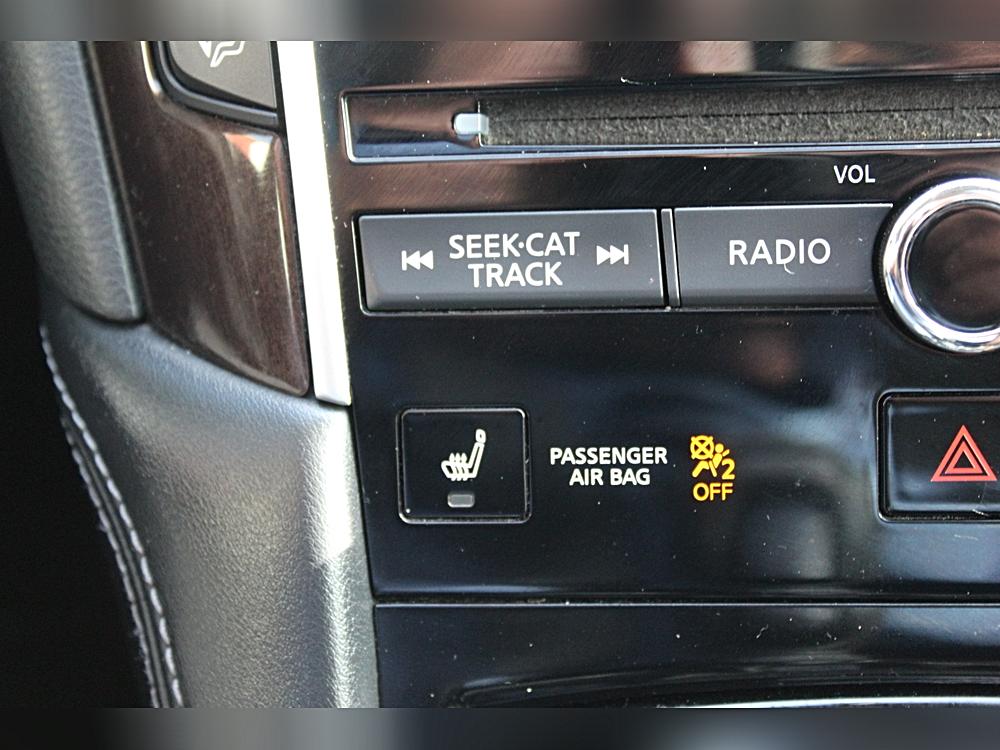 VOL
SEEK·CAT
TRACK
RADIO
PASSENGER
AIR BAG
2
OFF